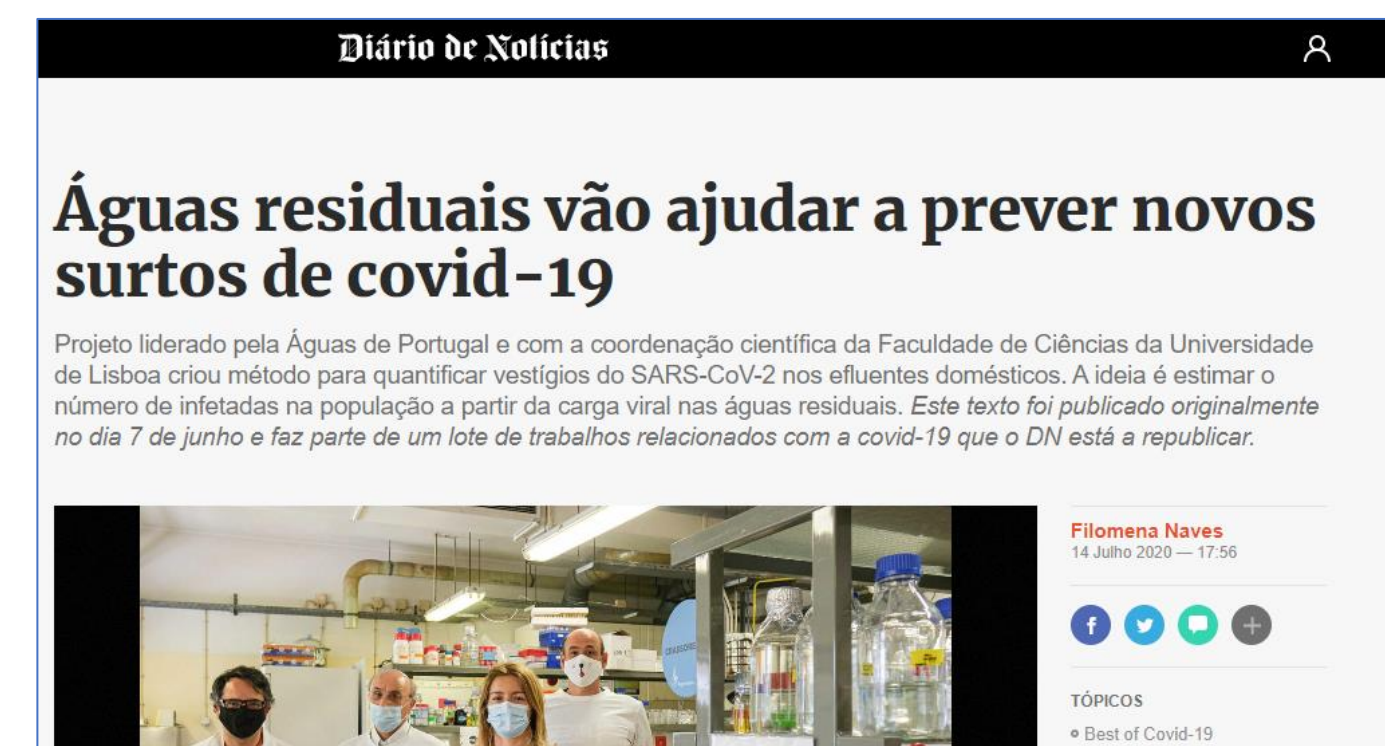 Diário de Notícias
Águas residuais vão ajudar a prever novos
surtos de covid-19
Projeto liderado pela Águas de Portugal e com a coordenação científica da Faculdade de Ciências da Universidade
de Lisboa criou método para quantificar vestígios do SARS-CoV-2 nos efluentes domésticos. A ideia é estimar o
número de infetadas na população a partir da carga viral nas águas residuais. Este texto foi publicado originalmente
no dia 7 de junho e faz parte de um lote de trabalhos relacionados com a covid-19 que o DN está a republicar.
Filomena Naves
14 Julho 2020 — 17:56
TÓPICOS
Best of Covid-19